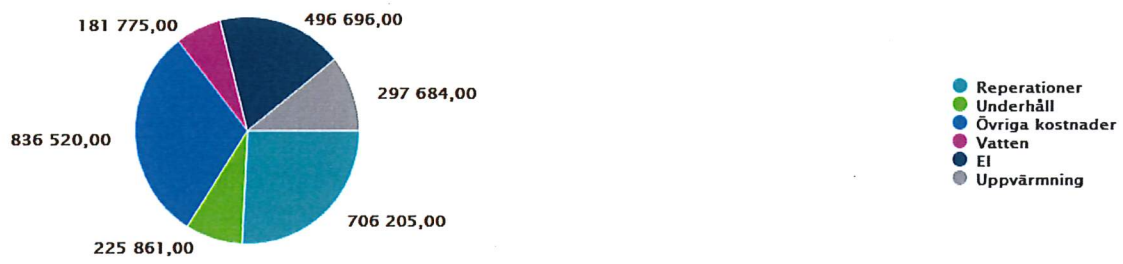 181 775,00
496 696,00
297 684,00
836 520,00
706 205,00
225 861,00
Reperationer
Underhåll
Övriga kostnader
Vatten
El
Uppvärmning